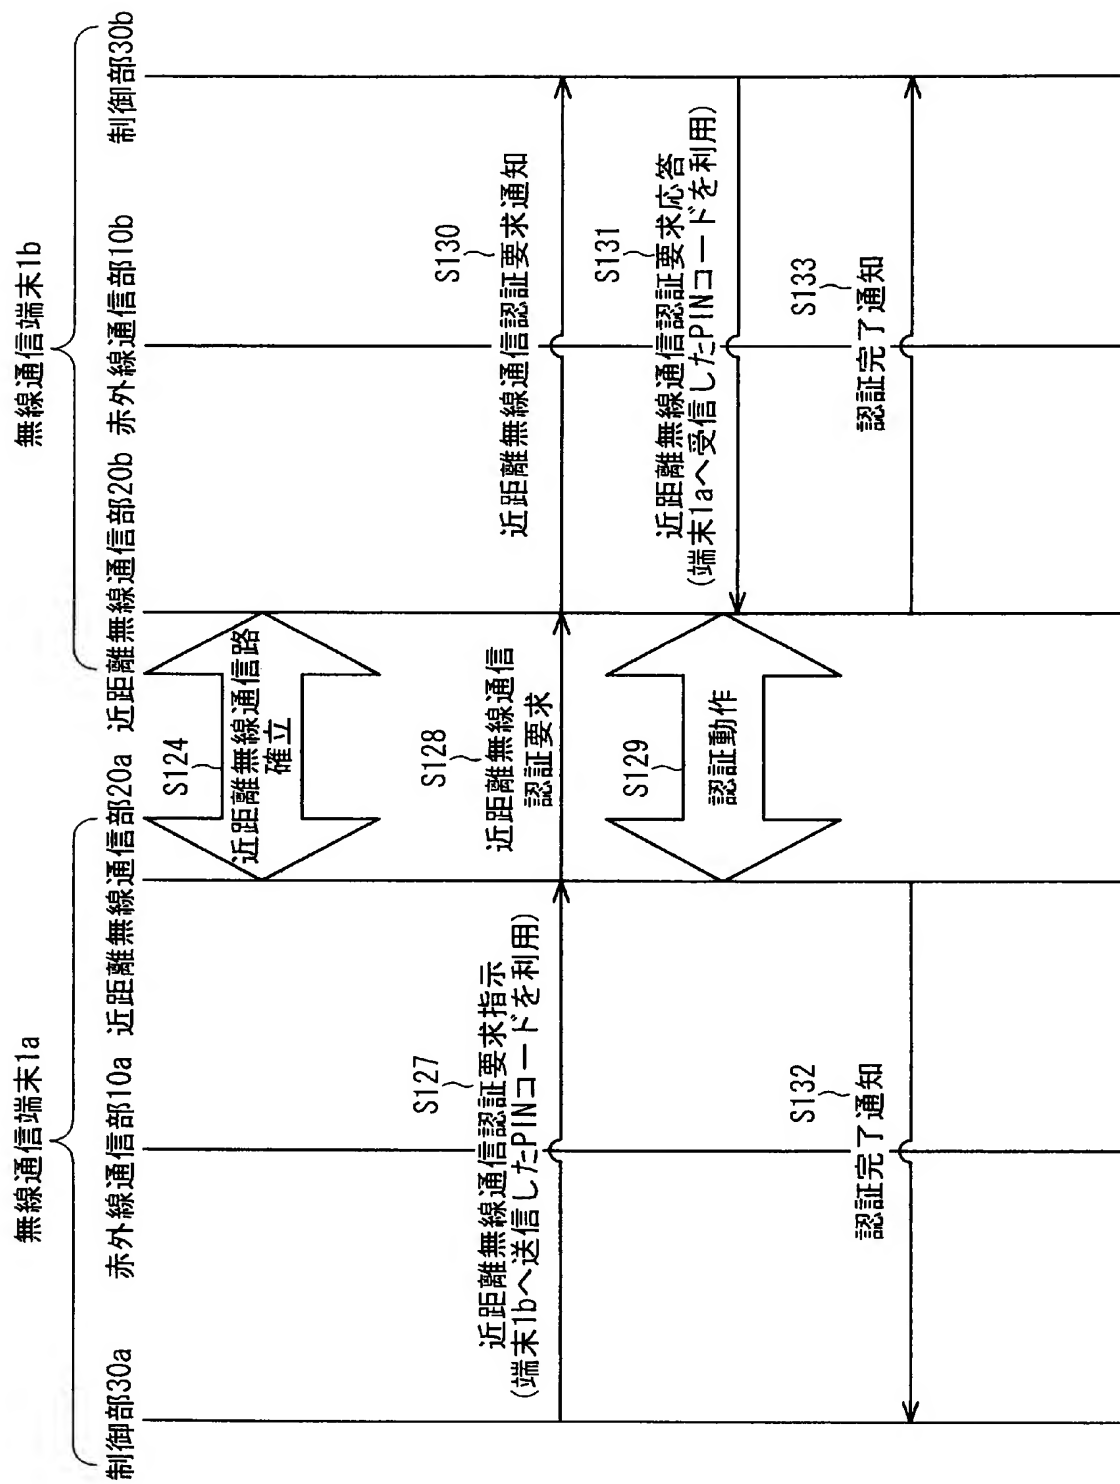 無線通信端末1a
無線通信端末1b
制御部30a
赤外線通信部10a
近距離無線通信部20a
近距離無線通信部20b
赤外線通信部10b
制御部30b
S124
近距離無線通信路
確立
S127
近距離無線通信認証要求指示
(端末1bへ送信したPINコードを利用)
S128
近距離無線通信
認証要求
S130
近距離無線通信認証要求通知
S129
認証動作
S131
近距離無線通信認証要求応答
(端末1aへ受信したPINコードを利用)
S132
認証完了通知
S133
認証完了通知